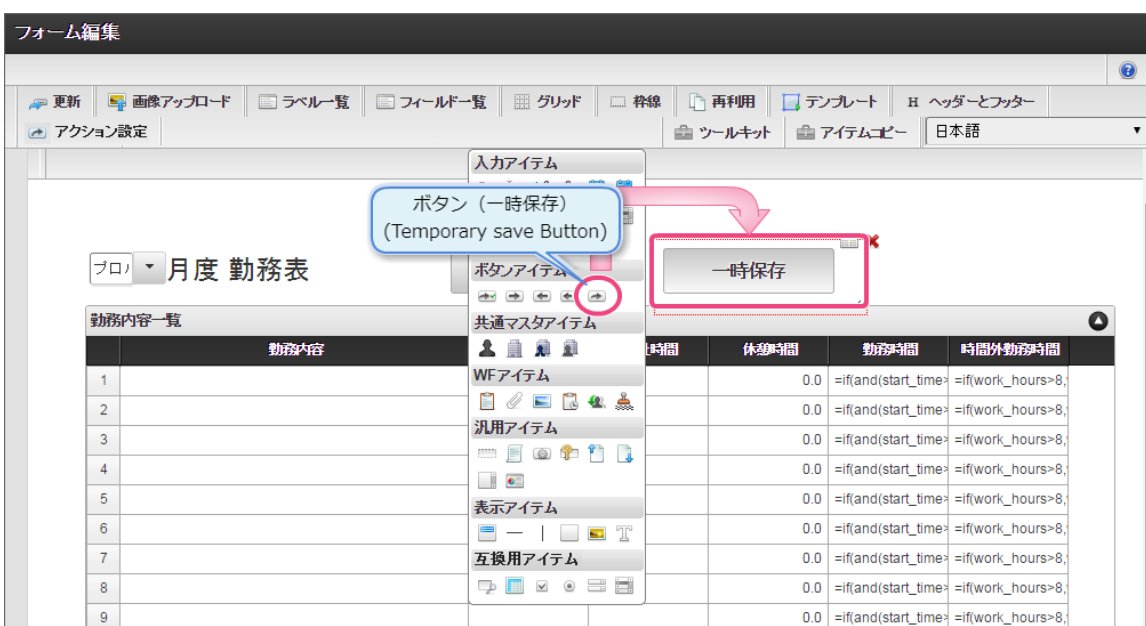 フォーム編集
更新 画像アップロード ラベル一覧 フィールド一覧 グリッド 枠線 再利用 テンプレート H ヘッダーとフッター
アクション設定 ツールキット アイテムコピー 日本語
入力アイテム
ボタン（一時保存）
(Temporary save Button)
月度 勤務表
ボタンアイテム
一時保存
勤務内容一覧
共通マスタアイテム
勤務内容 時間 休憩時間 勤務時間 時間外勤務時間
WFアイテム
1 0.0 =if(and(start_time> =if(work_hours>8,
2 0.0 =if(and(start_time> =if(work_hours>8,
汎用アイテム
3 0.0 =if(and(start_time> =if(work_hours>8,
4 0.0 =if(and(start_time> =if(work_hours>8,
5 0.0 =if(and(start_time> =if(work_hours>8,
表示アイテム
6 0.0 =if(and(start_time> =if(work_hours>8,
T
互換用アイテム
7 0.0 =if(and(start_time> =if(work_hours>8,
8 0.0 =if(and(start_time> =if(work_hours>8,
9 0.0 =if(and(start_time> =if(work_hours>8,